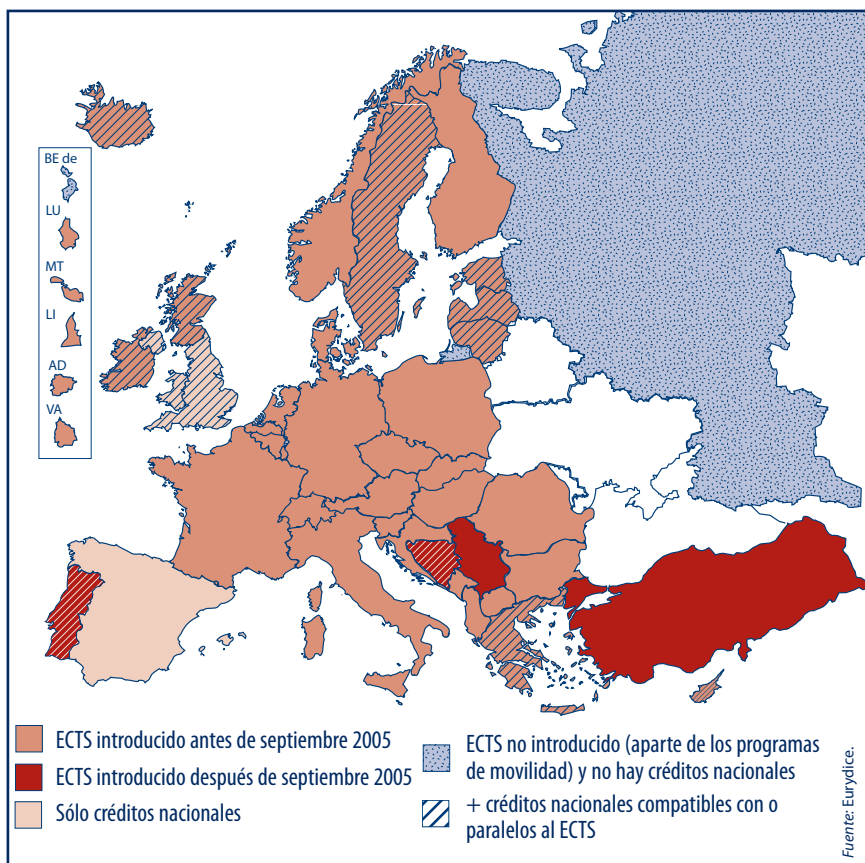 BE de
LU
MT
LI
AD
VA
ECTS introducido antes de septiembre 2005
ECTS introducido después de septiembre 2005
Sólo créditos nacionales
ECTS no introducido (aparte de los programas
de movilidad) y no hay créditos nacionales
+ créditos nacionales compatibles con o
paralelos al ECTS
Fuente: Eurydice.